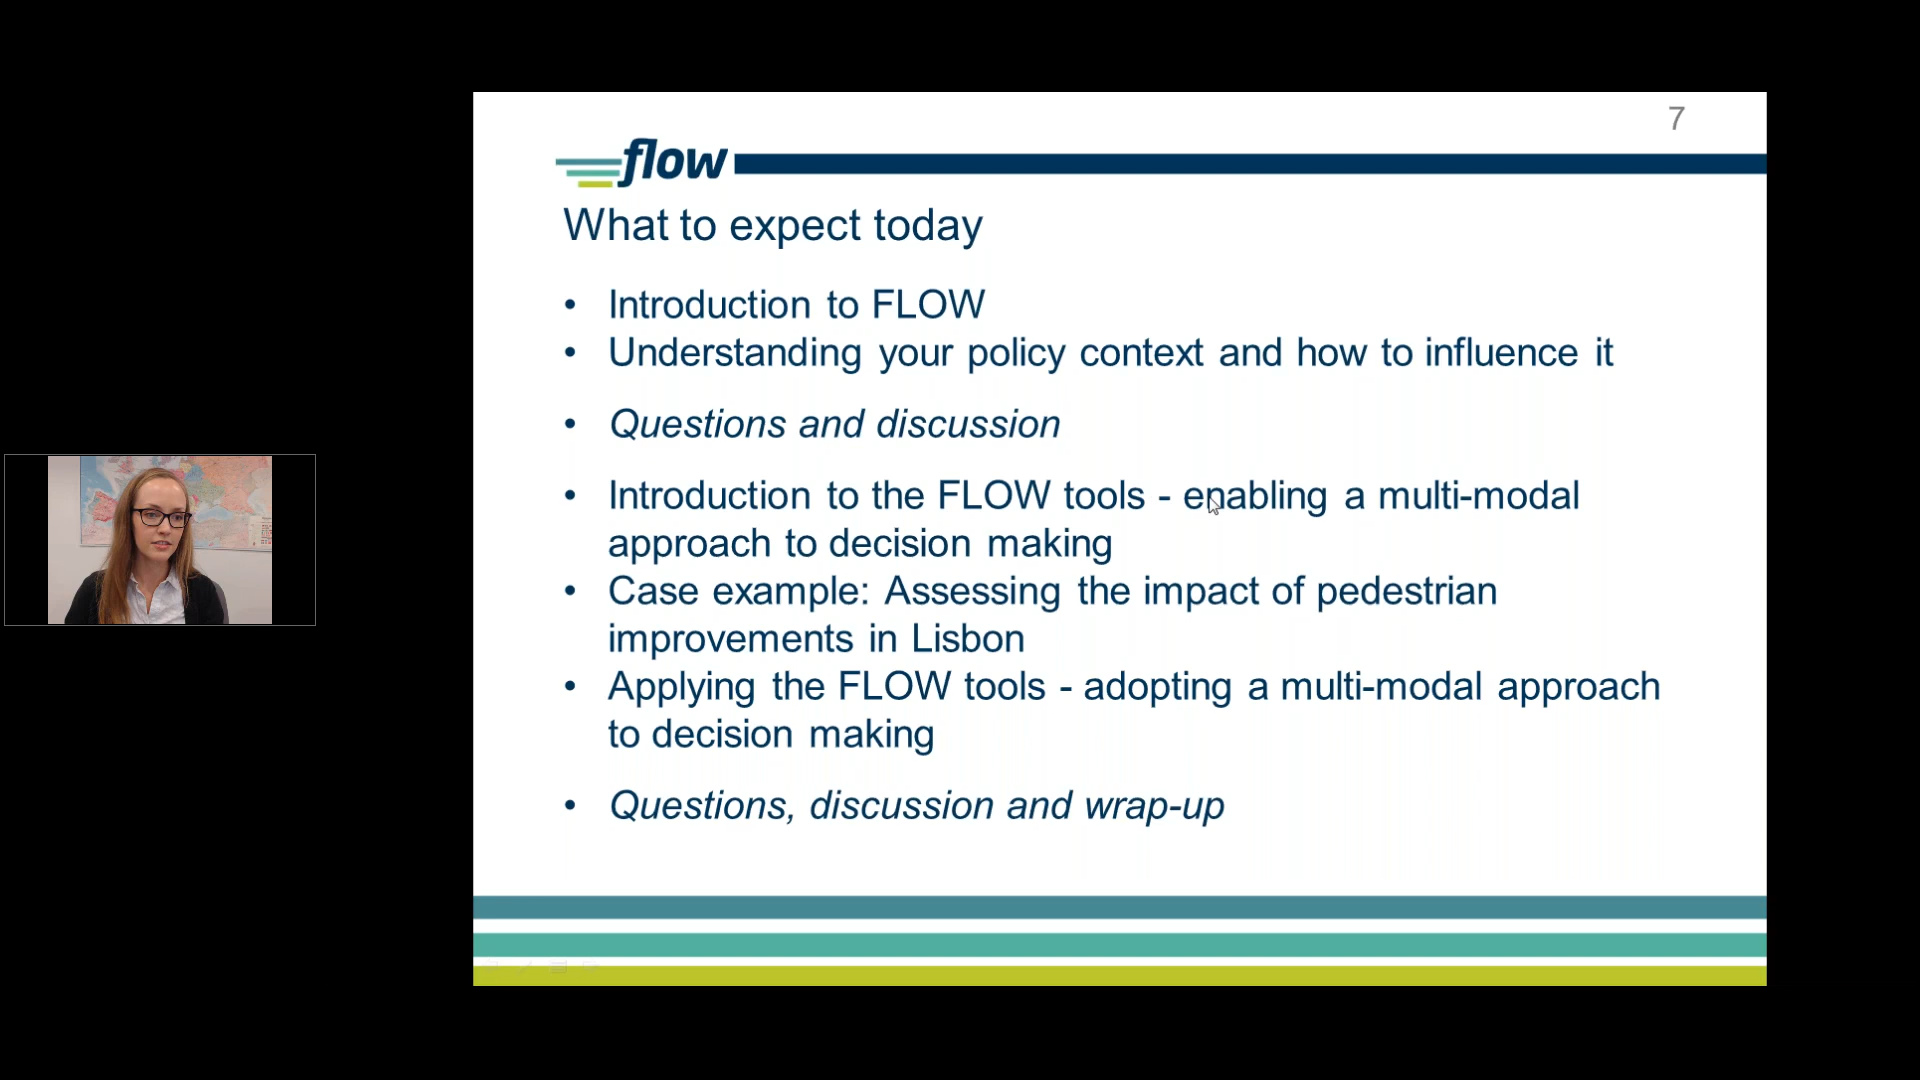 7
flow
What to expect today
• Introduction to FLOW
• Understanding your policy context and how to influence it
• Questions and discussion
• Introduction to the FLOW tools - enabling a multi-modal
approach to decision making
• Case example: Assessing the impact of pedestrian
improvements in Lisbon
• Applying the FLOW tools - adopting a multi-modal approach
to decision making
• Questions, discussion and wrap-up